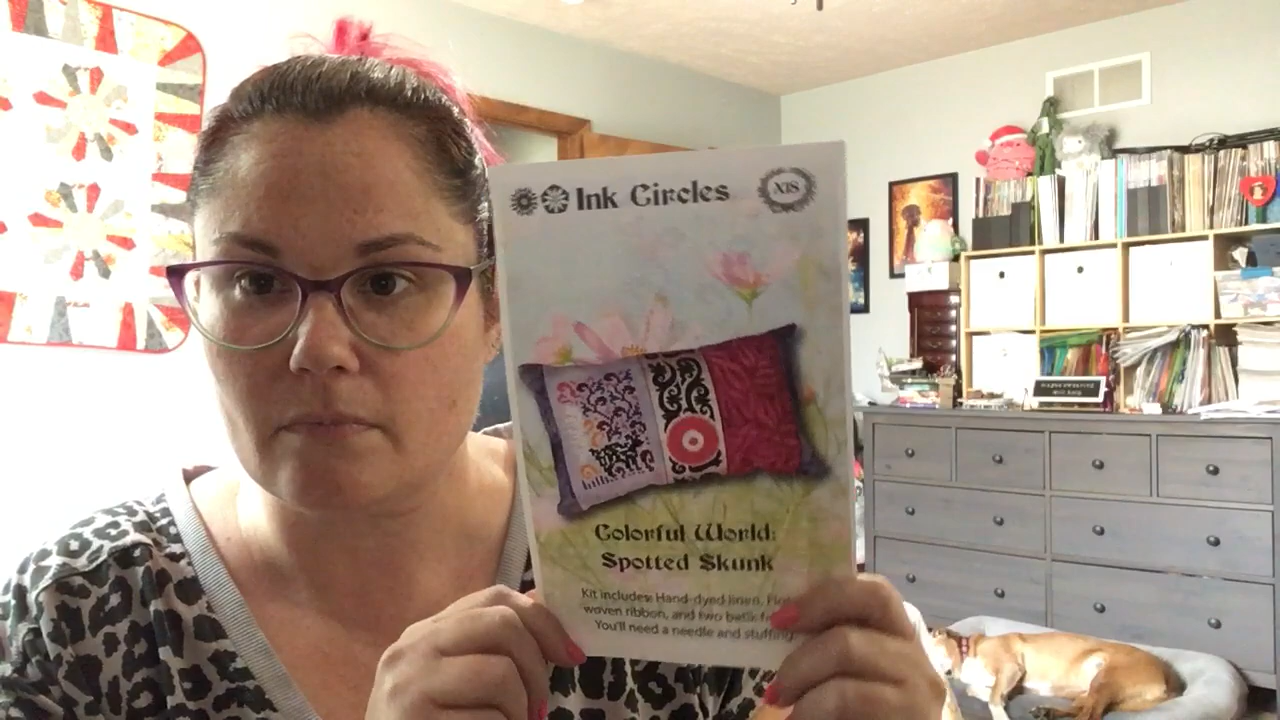 Ink Circles
XIS
Colorful World:
Spotted Skunk
Kit includes: Hand-dyed linen,
woven ribbon, and two batik
You'll need a needle and stuffing